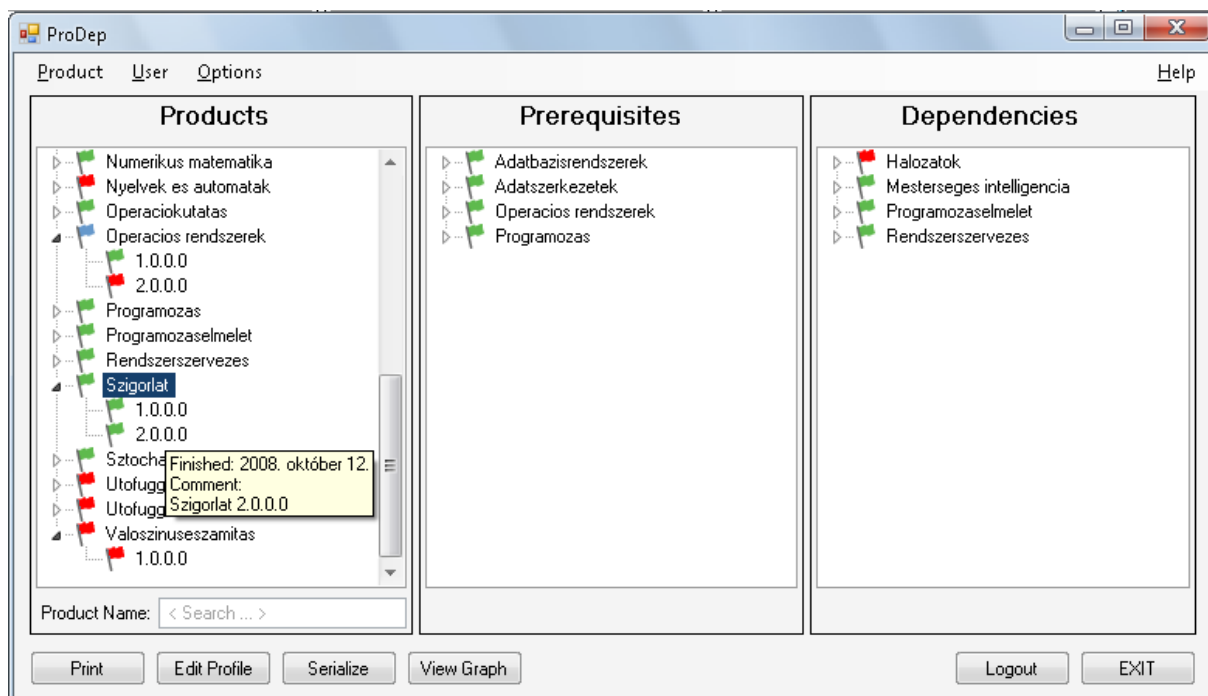 ProDep
Product User Options Help
Products
Numerikus matematika
Nyelvek es automatak
Operaciokutatas
Operacios rendszerek
1.0.0.0
2.0.0.0
Programozas
Programozaselmelet
Rendszerszervezes
Szigorlat
1.0.0.0
2.0.0.0
Sztocha
Utofugg
Utofugg
Valoszinuseszamitas
1.0.0.0
Finished: 2008. október 12.
Comment:
Szigorlat 2.0.0.0
Product Name: < Search ... >
Prerequisites
Adatbazisrendszerek
Adatszerkezetek
Operacios rendszerek
Programozas
Dependencies
Halozatok
Mesterseges intelligencia
Programozaselmelet
Rendszerszervezes
Print Edit Profile Serialize View Graph Logout EXIT